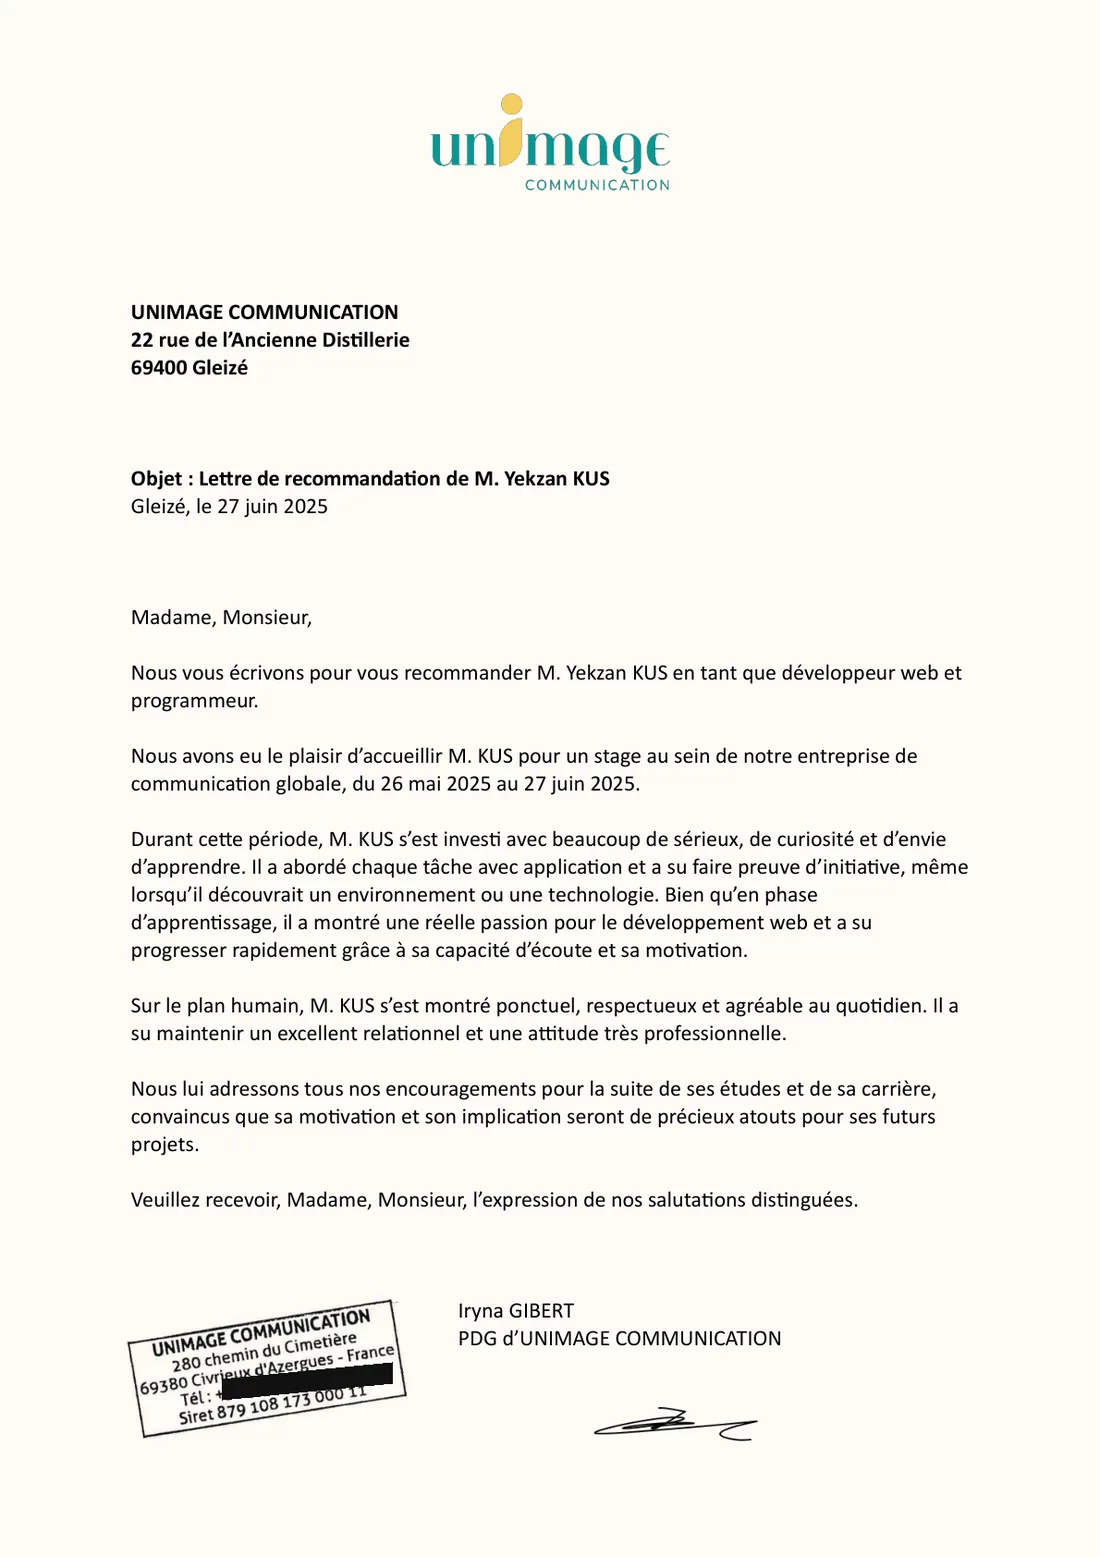 unimage
COMMUNICATION
UNIMAGE COMMUNICATION
22 rue de l’Ancienne Distillerie
69400 Gleizé
Objet : Lettre de recommandation de M. Yekzan KUS
Gleizé, le 27 juin 2025
Madame, Monsieur,
Nous vous écrivons pour vous recommander M. Yekzan KUS en tant que développeur web et
programmeur.
Nous avons eu le plaisir d’accueillir M. KUS pour un stage au sein de notre entreprise de
communication globale, du 26 mai 2025 au 27 juin 2025.
Durant cette période, M. KUS s’est investi avec beaucoup de sérieux, de curiosité et d’envie
d’apprendre. Il a abordé chaque tâche avec application et a su faire preuve d’initiative, même
lorsqu’il découvrait un environnement ou une technologie. Bien qu’en phase
d’apprentissage, il a montré une réelle passion pour le développement web et a su
progresser rapidement grâce à sa capacité d’écoute et sa motivation.
Sur le plan humain, M. KUS s’est montré ponctuel, respectueux et agréable au quotidien. Il a
su maintenir un excellent relationnel et une attitude très professionnelle.
Nous lui adressons tous nos encouragements pour la suite de ses études et de sa carrière,
convaincus que sa motivation et son implication seront de précieux atouts pour ses futurs
projets.
Veuillez recevoir, Madame, Monsieur, l’expression de nos salutations distinguées.
Iryna GIBERT
PDG d’UNIMAGE COMMUNICATION
UNIMAGE COMMUNICATION
280 chemin du Cimetière
69380 Civrieux d'Azergues - France
Tél : +
Siret 879 108 173 000 11